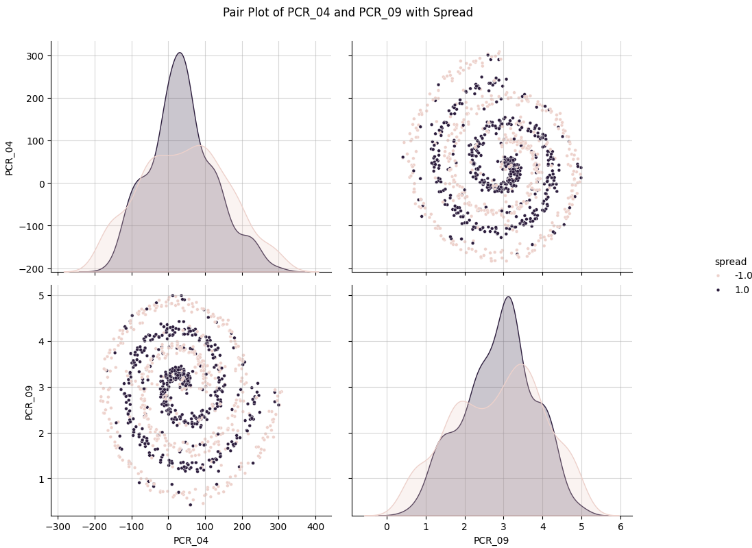 Pair Plot of PCR_04 and PCR_09 with Spread
300
200
100
0
−100
−200
PCR_04
spread
-1.0
1.0
5
4
3
2
1
PCR_09
−300 −200 −100 0 100 200 300 400
PCR_04
0 1 2 3 4 5 6
PCR_09